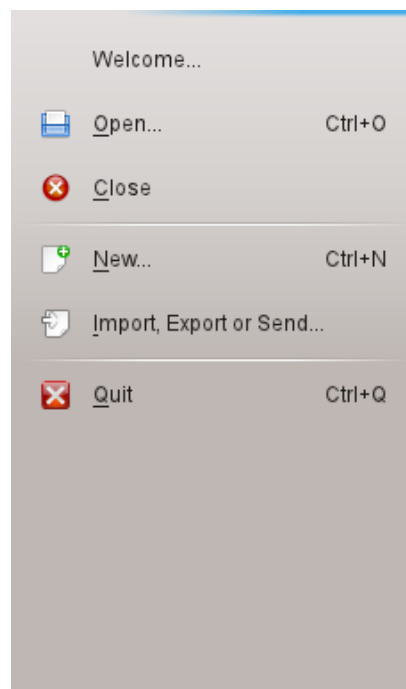 Welcome...
Open... Ctrl+O
Close
New... Ctrl+N
Import, Export or Send...
Quit Ctrl+Q